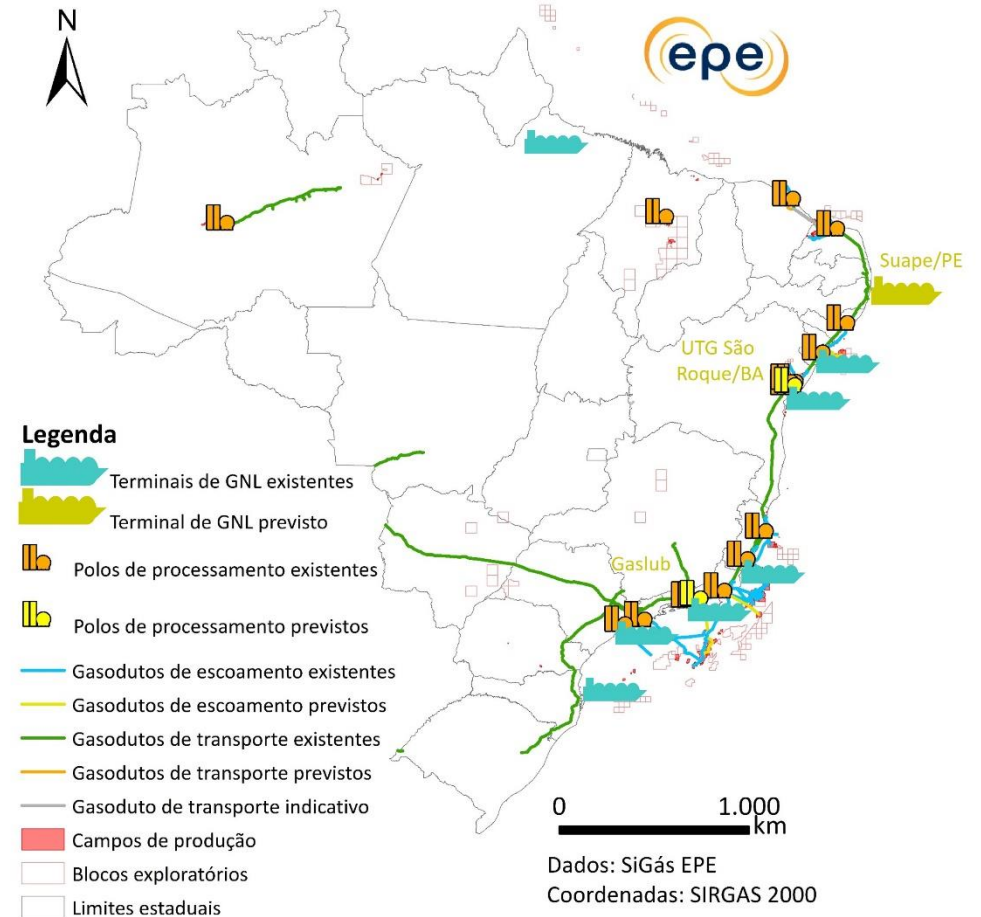 N
epe
Suape/PE
UTG São
Roque/BA
Gaslub
Legenda
Terminais de GNL existentes
Terminal de GNL previsto
Polos de processamento existentes
Polos de processamento previstos
Gasodutos de escoamento existentes
Gasodutos de escoamento previstos
Gasodutos de transporte existentes
Gasodutos de transporte previstos
Gasoduto de transporte indicativo
Campos de produção
Blocos exploratórios
Limites estaduais
0 1.000
km
Dados: SiGás EPE
Coordenadas: SIRGAS 2000